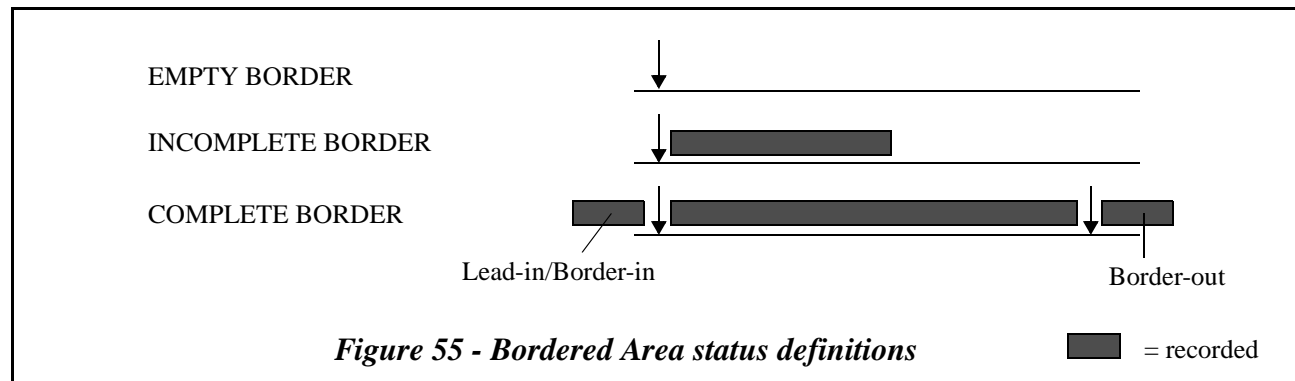 EMPTY BORDER
INCOMPLETE BORDER
COMPLETE BORDER
Lead-in/Border-in
Border-out
Figure 55 - Bordered Area status definitions
= recorded